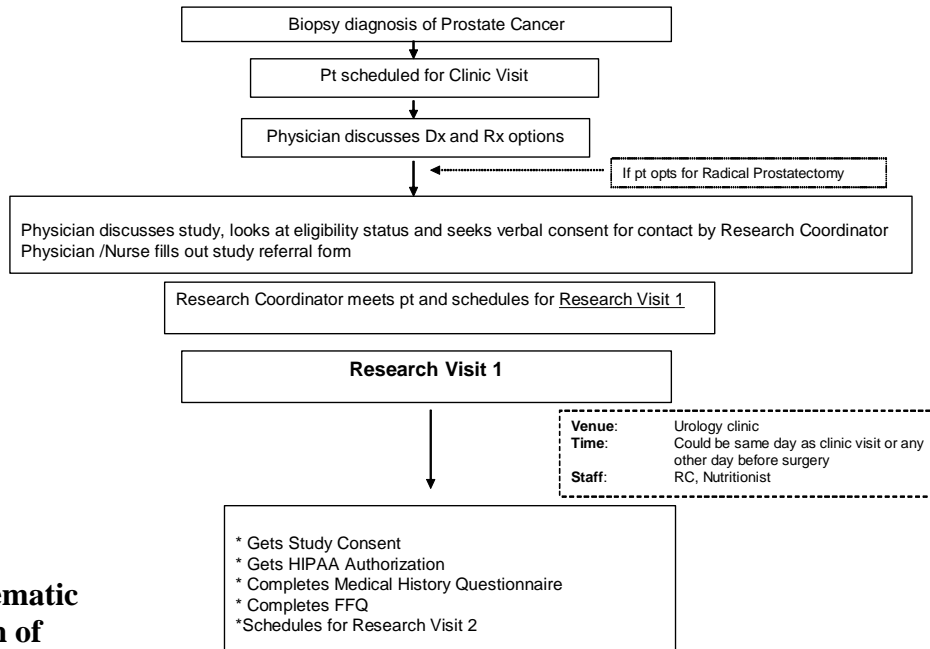 Biopsy diagnosis of Prostate Cancer
Pt scheduled for Clinic Visit
Physician discusses Dx and Rx options
If pt opts for Radical Prostatectomy
Physician discusses study, looks at eligibility status and seeks verbal consent for contact by Research Coordinator
Physician /Nurse fills out study referral form
Research Coordinator meets pt and schedules for Research Visit 1
Research Visit 1
Venue: Urology clinic
Time: Could be same day as clinic visit or any
other day before surgery
Staff: RC, Nutritionist
* Gets Study Consent
* Gets HIPAA Authorization
* Completes Medical History Questionnaire
* Completes FFQ
*Schedules for Research Visit 2
ematic
of